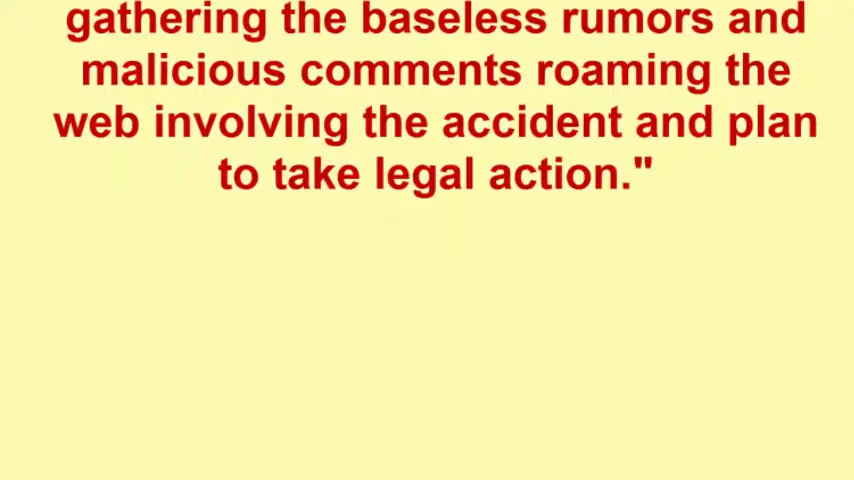 gathering the baseless rumors and
malicious comments roaming the
web involving the accident and plan
to take legal action."